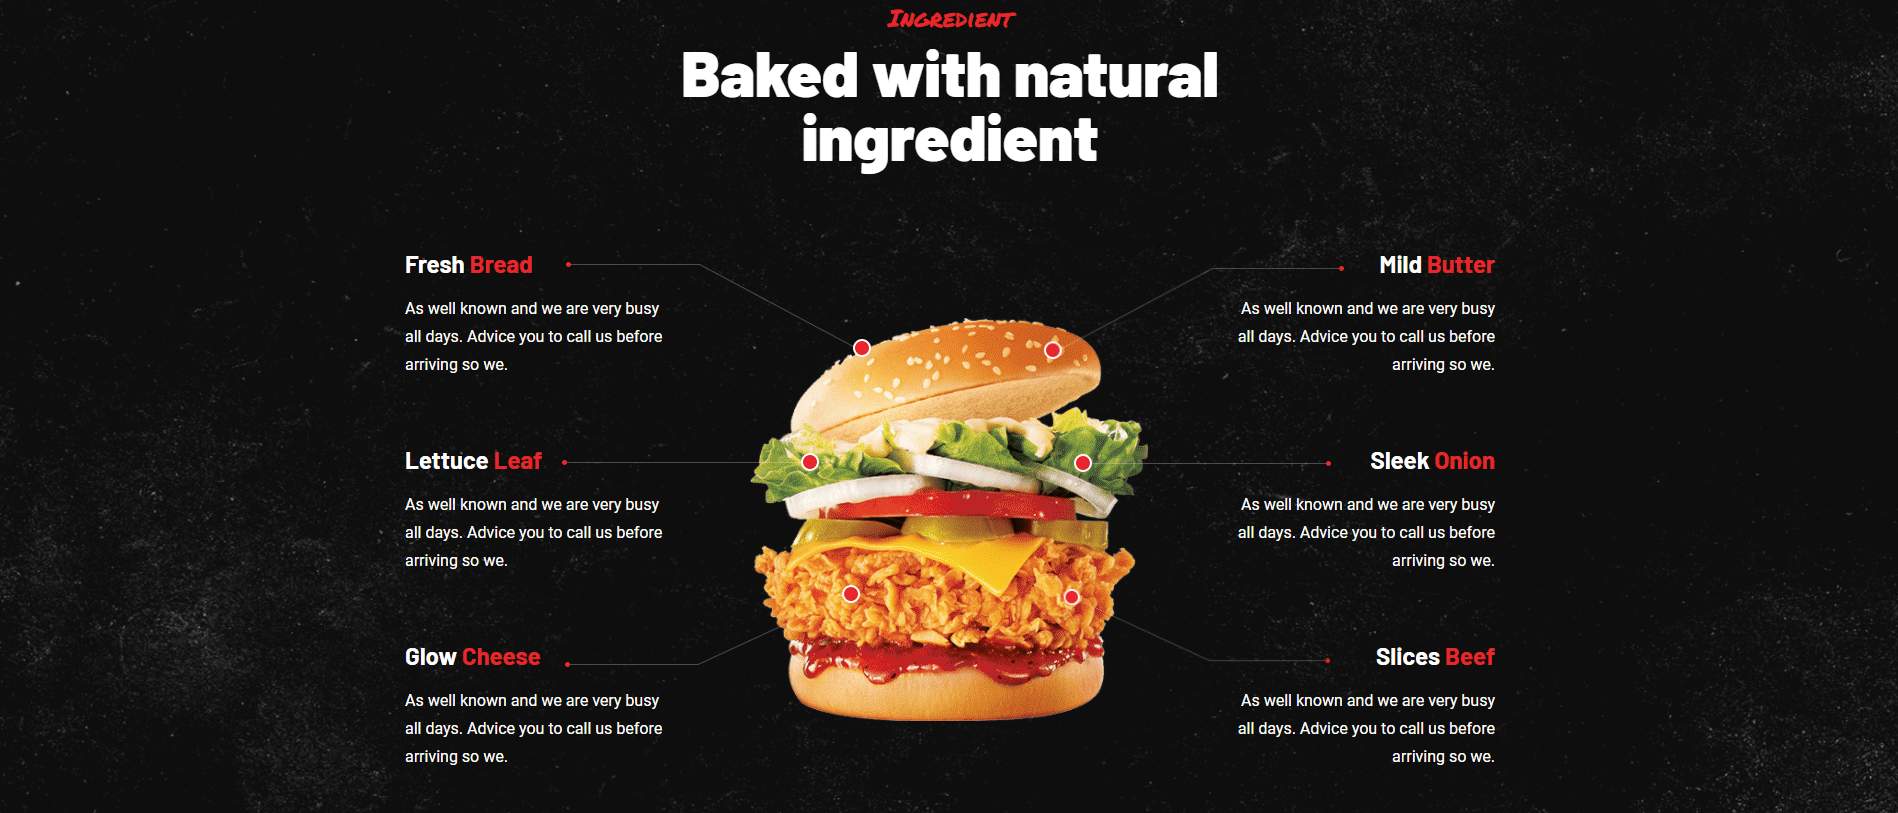 Ingredient
Baked with natural
ingredient
Fresh Bread
As well known and we are very busy
all days. Advice you to call us before
arriving so we.
Lettuce Leaf
As well known and we are very busy
all days. Advice you to call us before
arriving so we.
Glow Cheese
As well known and we are very busy
all days. Advice you to call us before
arriving so we.
Mild Butter
As well known and we are very busy
all days. Advice you to call us before
arriving so we.
Sleek Onion
As well known and we are very busy
all days. Advice you to call us before
arriving so we.
Slices Beef
As well known and we are very busy
all days. Advice you to call us before
arriving so we.